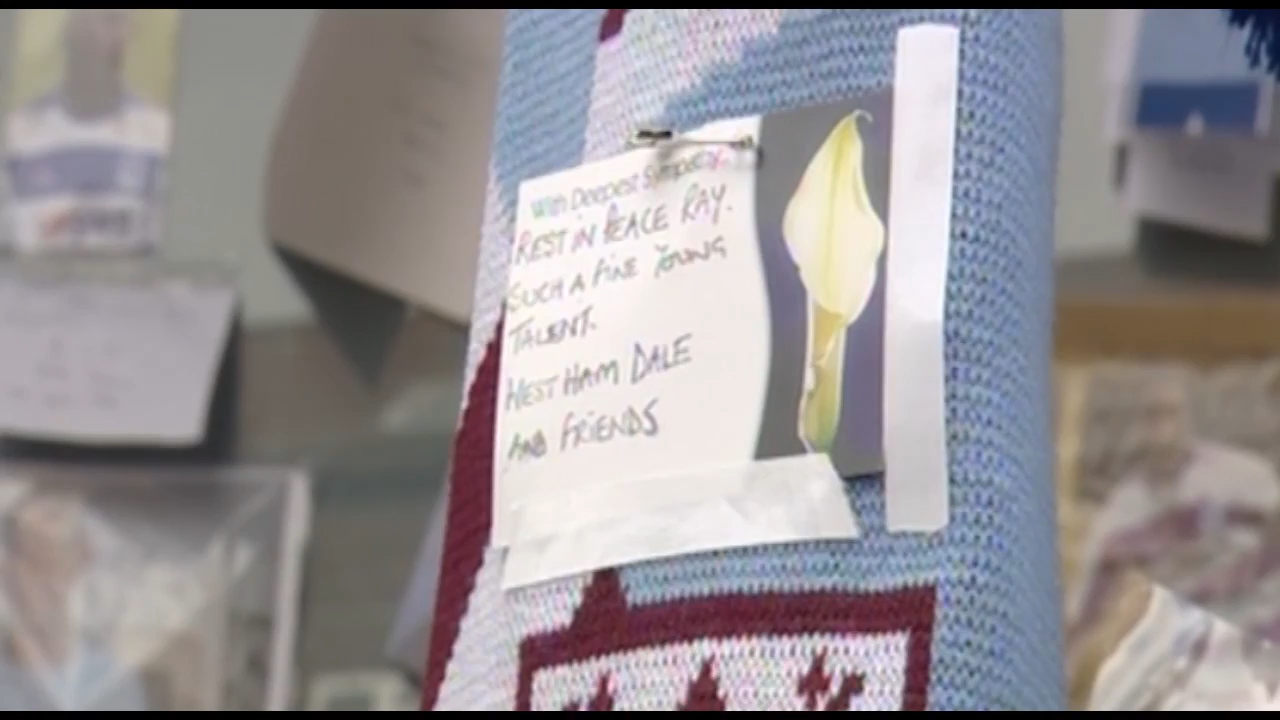 With Deepest Sympathy
REST IN PEACE RAY.
SUCH A FINE YOUNG
TALENT.
WEST HAM DALE
AND FRIENDS